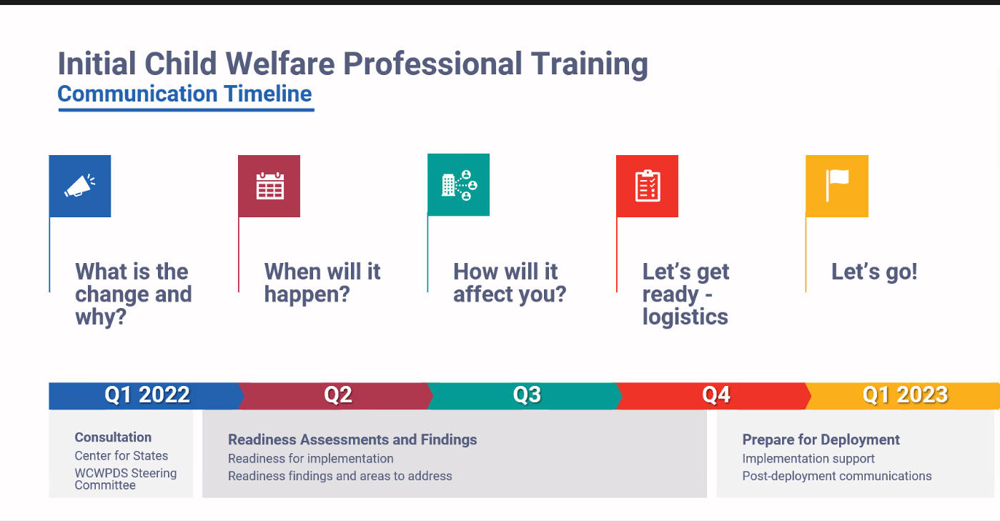 Initial Child Welfare Professional Training
Communication Timeline
What is the
change and
why?
When will it
happen?
How will it
affect you?
Let’s get
ready -
logistics
Let’s go!
Q1 2022
Q2
Q3
Q4
Q1 2023
Consultation
Center for States
WCWPDS Steering
Committee
Readiness Assessments and Findings
Readiness for implementation
Readiness findings and areas to address
Prepare for Deployment
Implementation support
Post-deployment communications